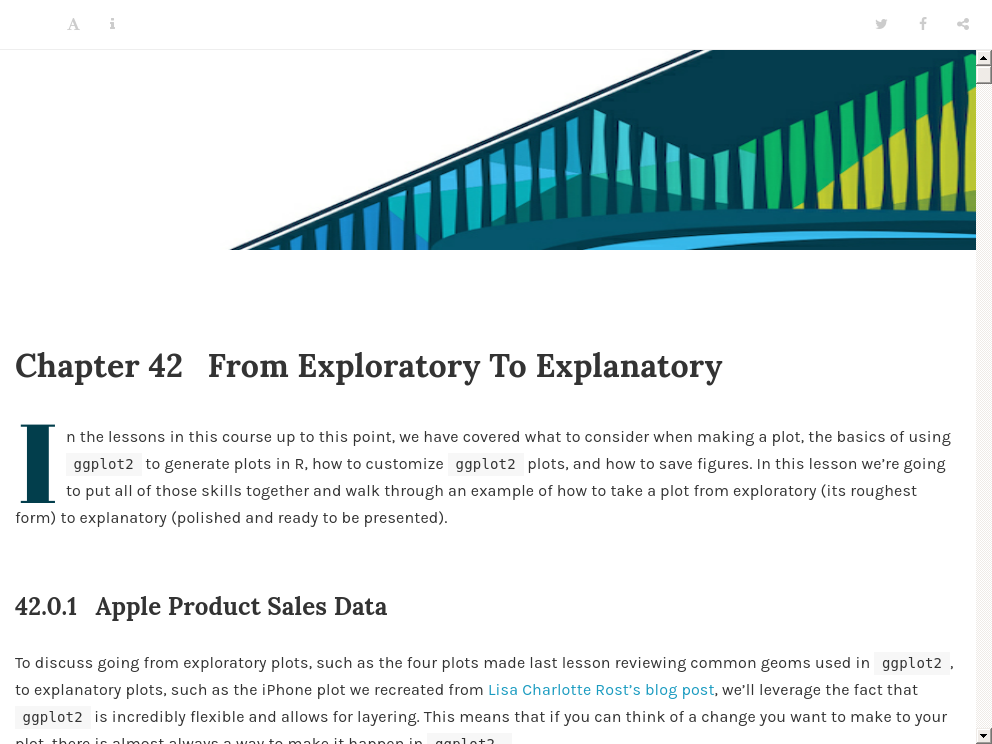 Chapter 42 From Exploratory To Explanatory
In the lessons in this course up to this point, we have covered what to consider when making a plot, the basics of using
ggplot2 to generate plots in R, how to customize ggplot2 plots, and how to save figures. In this lesson we're going
to put all of those skills together and walk through an example of how to take a plot from exploratory (its roughest
form) to explanatory (polished and ready to be presented).
42.0.1 Apple Product Sales Data
To discuss going from exploratory plots, such as the four plots made last lesson reviewing common geoms used in ggplot2 ,
to explanatory plots, such as the iPhone plot we recreated from Lisa Charlotte Rost's blog post, we'll leverage the fact that
ggplot2 is incredibly flexible and allows for layering. This means that if you can think of a change you want to make to your
plot, there is almost always a way to make it happen in ggplot2 .